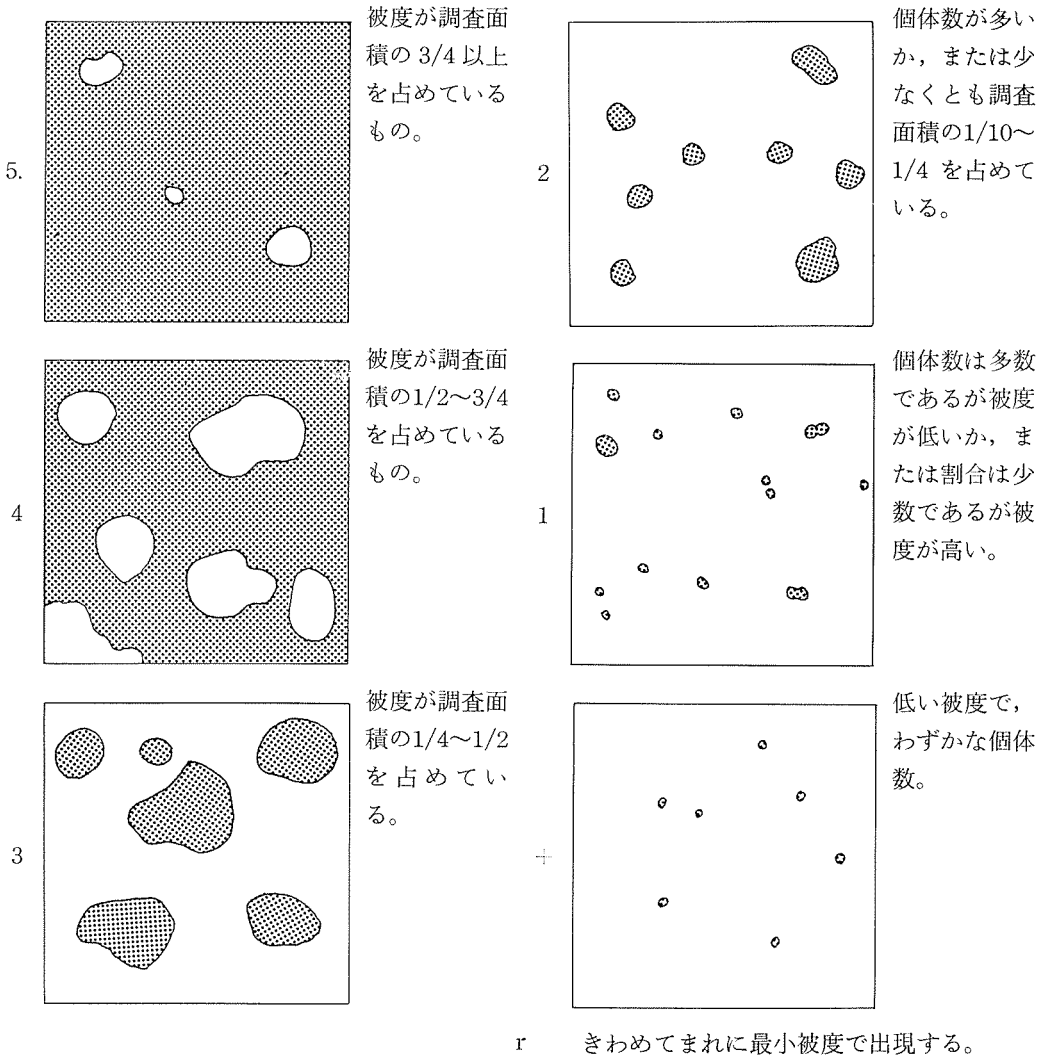 5.
被度が調査面
積の 3/4 以上
を占めている
もの。
4
被度が調査面
積の1/2〜3/4
を占めている
もの。
3
被度が調査面
積の1/4〜1/2
を占めてい
る。
2
個体数が多い
か，または少
なくとも調査
面積の1/10〜
1/4 を占めて
いる。
1
個体数は多数
であるが被度
が低いか，ま
たは割合は少
数であるが被
度が高い。
+
低い被度で，
わずかな個体
数。
r きわめてまれに最小被度で出現する。